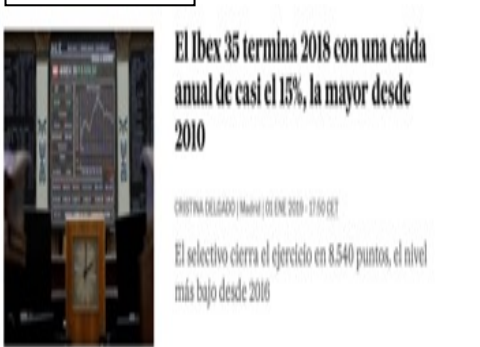 El Ibex 35 termina 2018 con una caída
anual de casi el 15%, la mayor desde
2010
CRISTINA DELGADO | Madrid | 01 ENE 2019 - 17:50 CET
El selectivo cierra el ejercicio en 8.540 puntos, el nivel
más bajo desde 2016